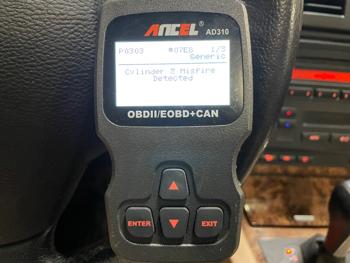 ANCEL®
AD310
P0303 #07E8 1/3
Generic
Cylinder 3 Misfire
Detected
OBDII/EOBD+CAN
ENTER
EXIT